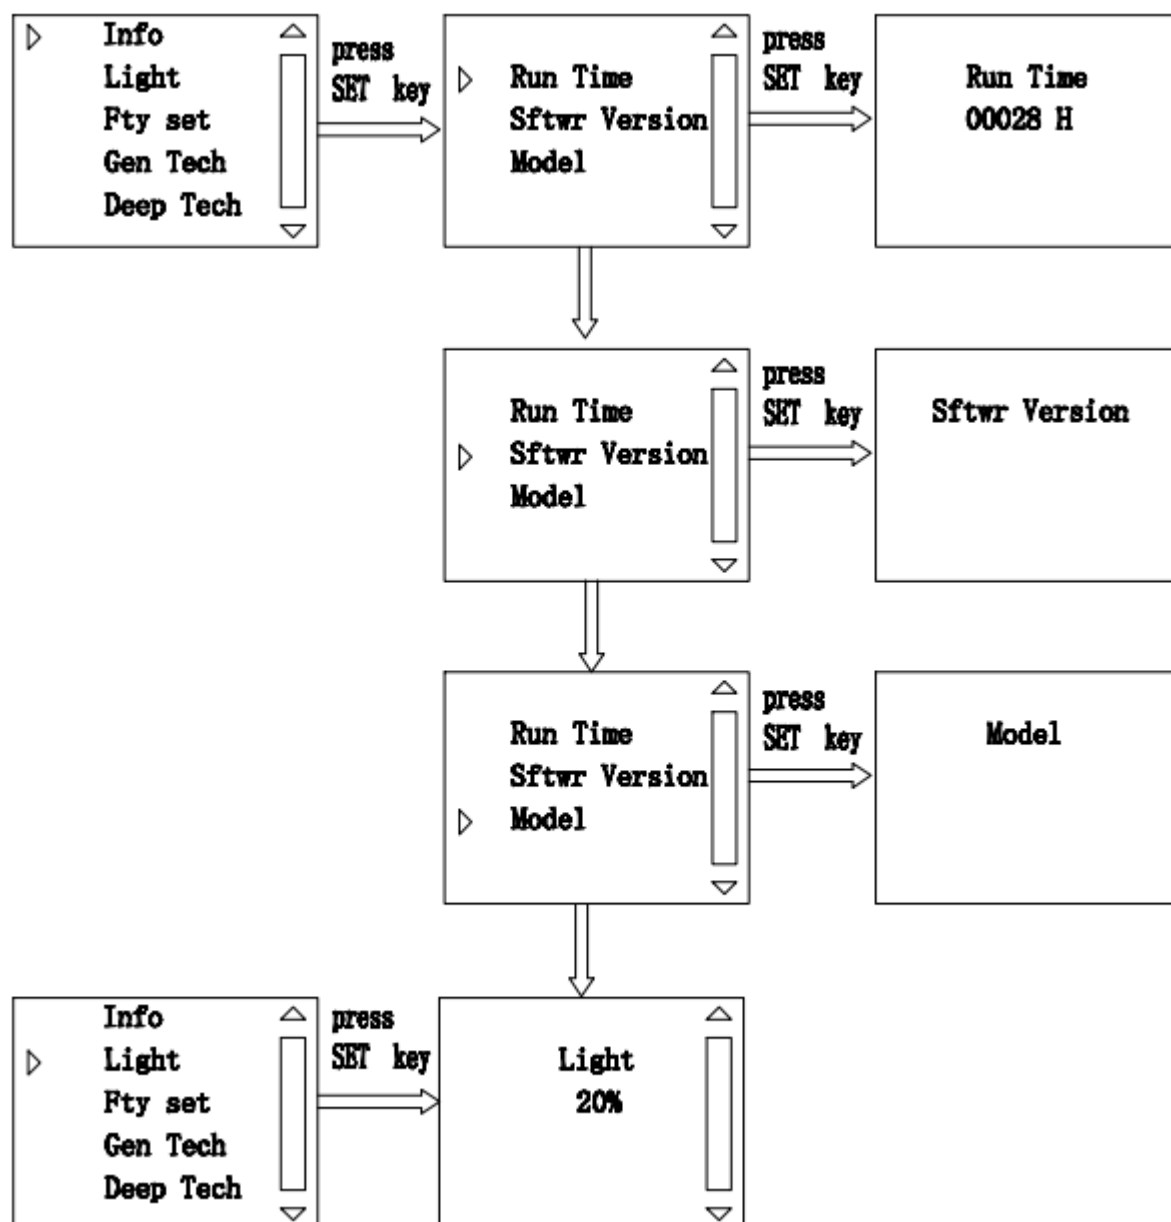 Info
Light
Fty set
Gen Tech
Deep Tech
press
SET key
Run Time
Sftwr Version
Model
press
SET key
Run Time
00028 H
Run Time
Sftwr Version
Model
press
SET key
Sftwr Version
Run Time
Sftwr Version
Model
press
SET key
Model
Info
Light
Fty set
Gen Tech
Deep Tech
press
SET key
Light
20%